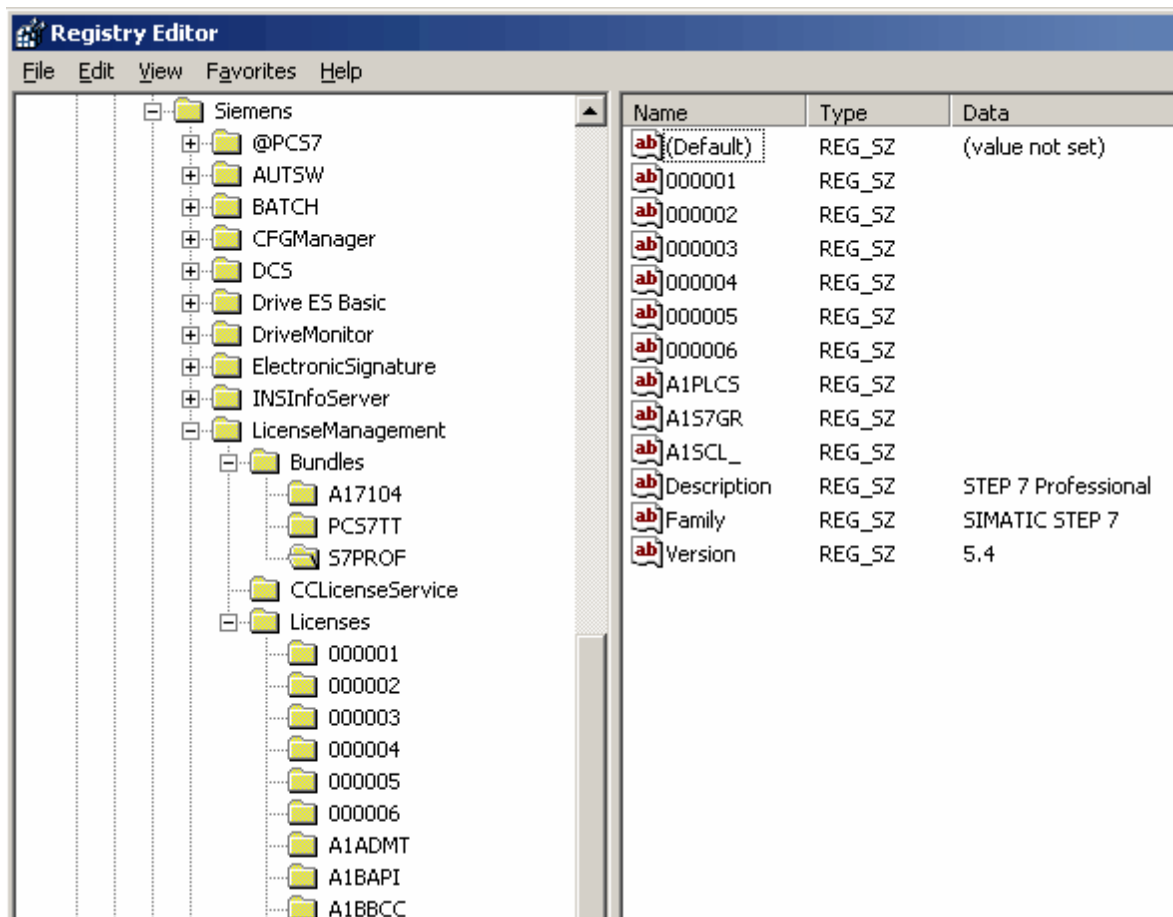 Registry Editor
File Edit View Favorites Help
Siemens
@PCS7
AUTSW
BATCH
CFGManager
DCS
Drive ES Basic
DriveMonitor
ElectronicSignature
INSInfoServer
LicenseManagement
Bundles
A17104
PCS7TT
S7PROF
CCLicenseService
Licenses
000001
000002
000003
000004
000005
000006
A1ADMT
A1BAPI
A1BBCC
Name Type Data
(Default) REG_SZ (value not set)
000001 REG_SZ
000002 REG_SZ
000003 REG_SZ
000004 REG_SZ
000005 REG_SZ
000006 REG_SZ
A1PLCS REG_SZ
A1S7GR REG_SZ
A1SCL_ REG_SZ
Description REG_SZ STEP 7 Professional
Family REG_SZ SIMATIC STEP 7
Version REG_SZ 5.4